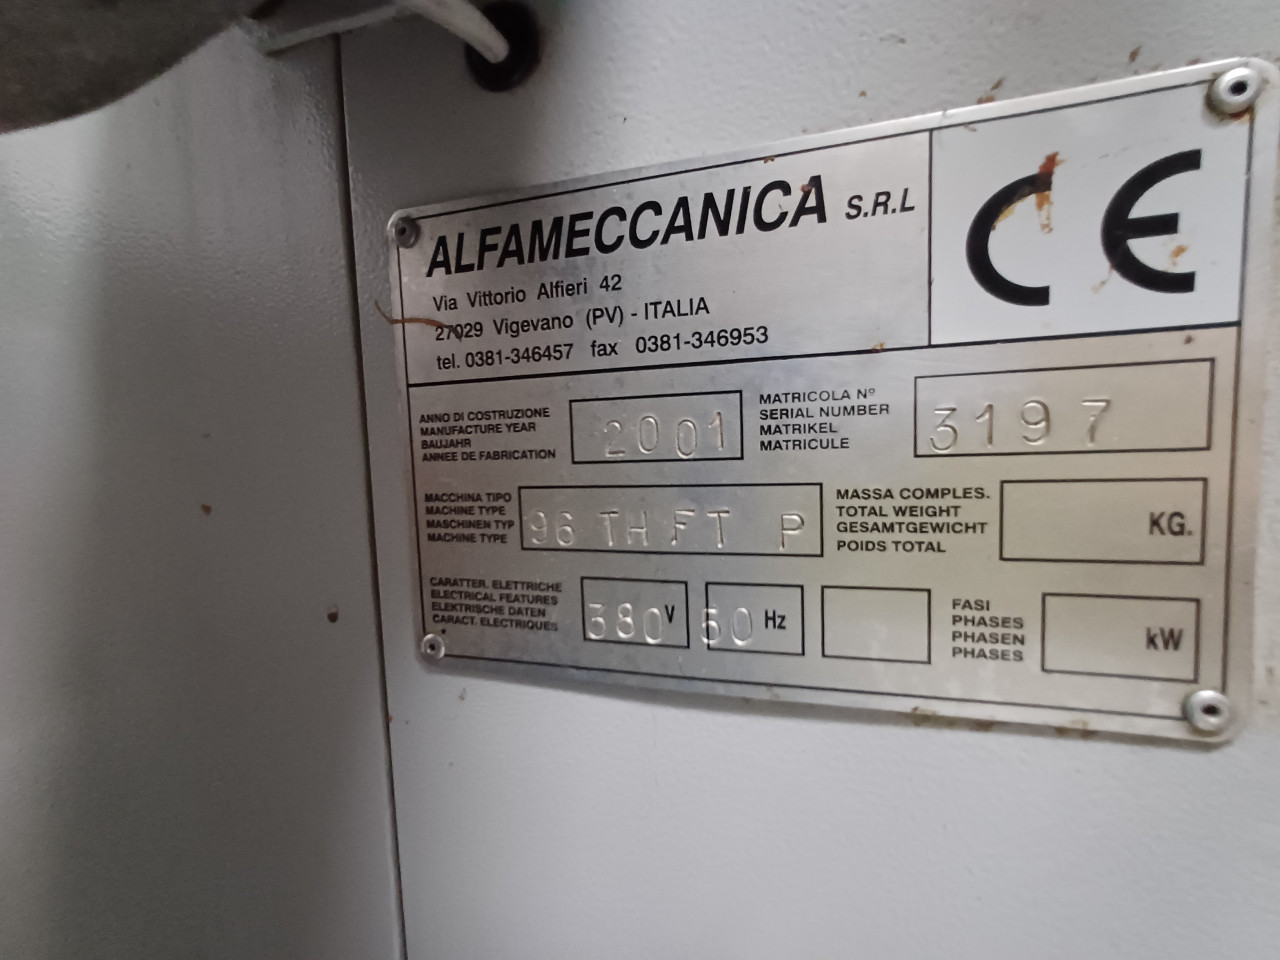 ALFAMECCANICA S.R.L
Via Vittorio Alfieri 42
27029 Vigevano (PV) - ITALIA
tel. 0381-346457 fax 0381-346953
CE
ANNO DI COSTRUZIONE
MANUFACTURE YEAR
BAUJAHR
ANNEE DE FABRICATION
2001
MATRICOLA Nº
SERIAL NUMBER
MATRIKEL
MATRICULE
3197
MACCHINA TIPO
MACHINE TYPE
MASCHINEN TYP
MACHINE TYPE
96 TH FT P
MASSA COMPLES.
TOTAL WEIGHT
GESAMTGEWICHT
POIDS TOTAL
KG.
CARATTER. ELETTRICHE
ELECTRICAL FEATURES
ELEKTRISCHE DATEN
CARACT. ELECTRIQUES
380 V
50 Hz
FASI
PHASES
PHASEN
PHASES
kW